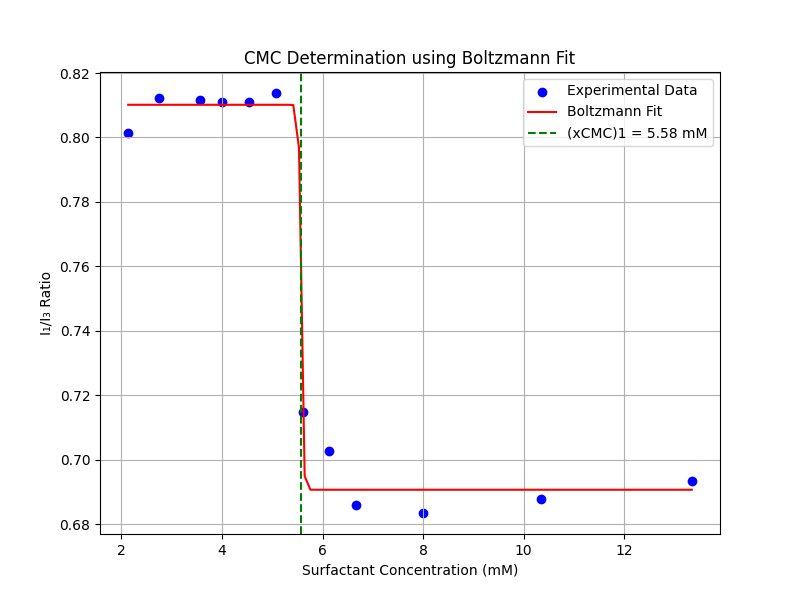 CMC Determination using Boltzmann Fit
Experimental Data
Boltzmann Fit
(xCMC)1 = 5.58 mM
I₁/I₃ Ratio
0.82
0.80
0.78
0.76
0.74
0.72
0.70
0.68
2 4 6 8 10 12
Surfactant Concentration (mM)